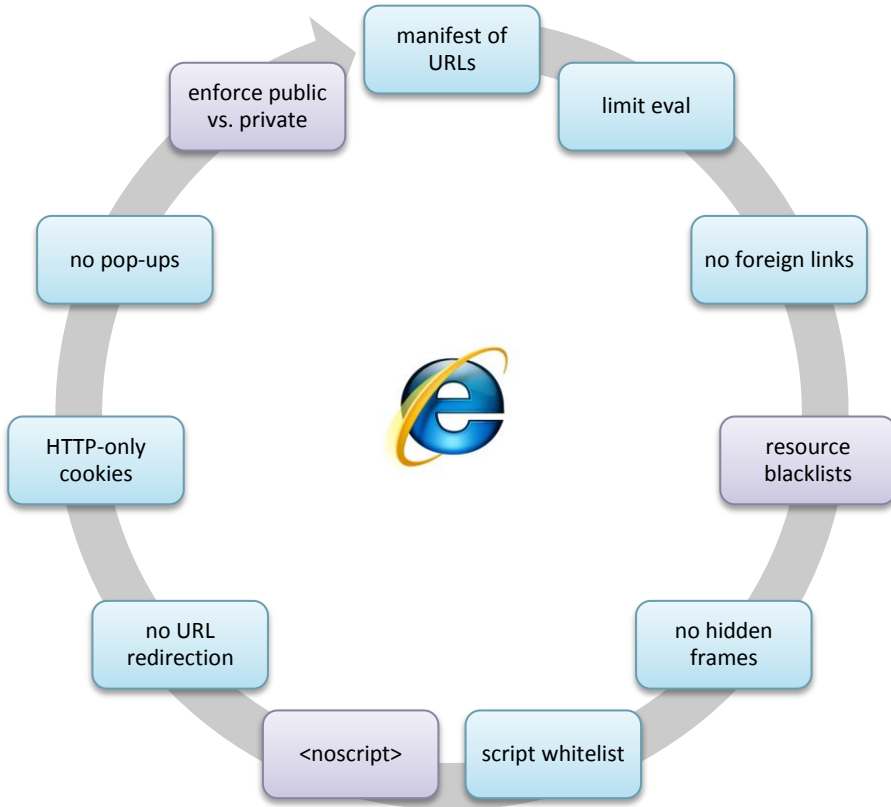 manifest of
URLs
limit eval
no foreign links
resource
blacklists
no hidden
frames
script whitelist
<noscript>
no URL
redirection
HTTP-only
cookies
no pop-ups
enforce public
vs. private